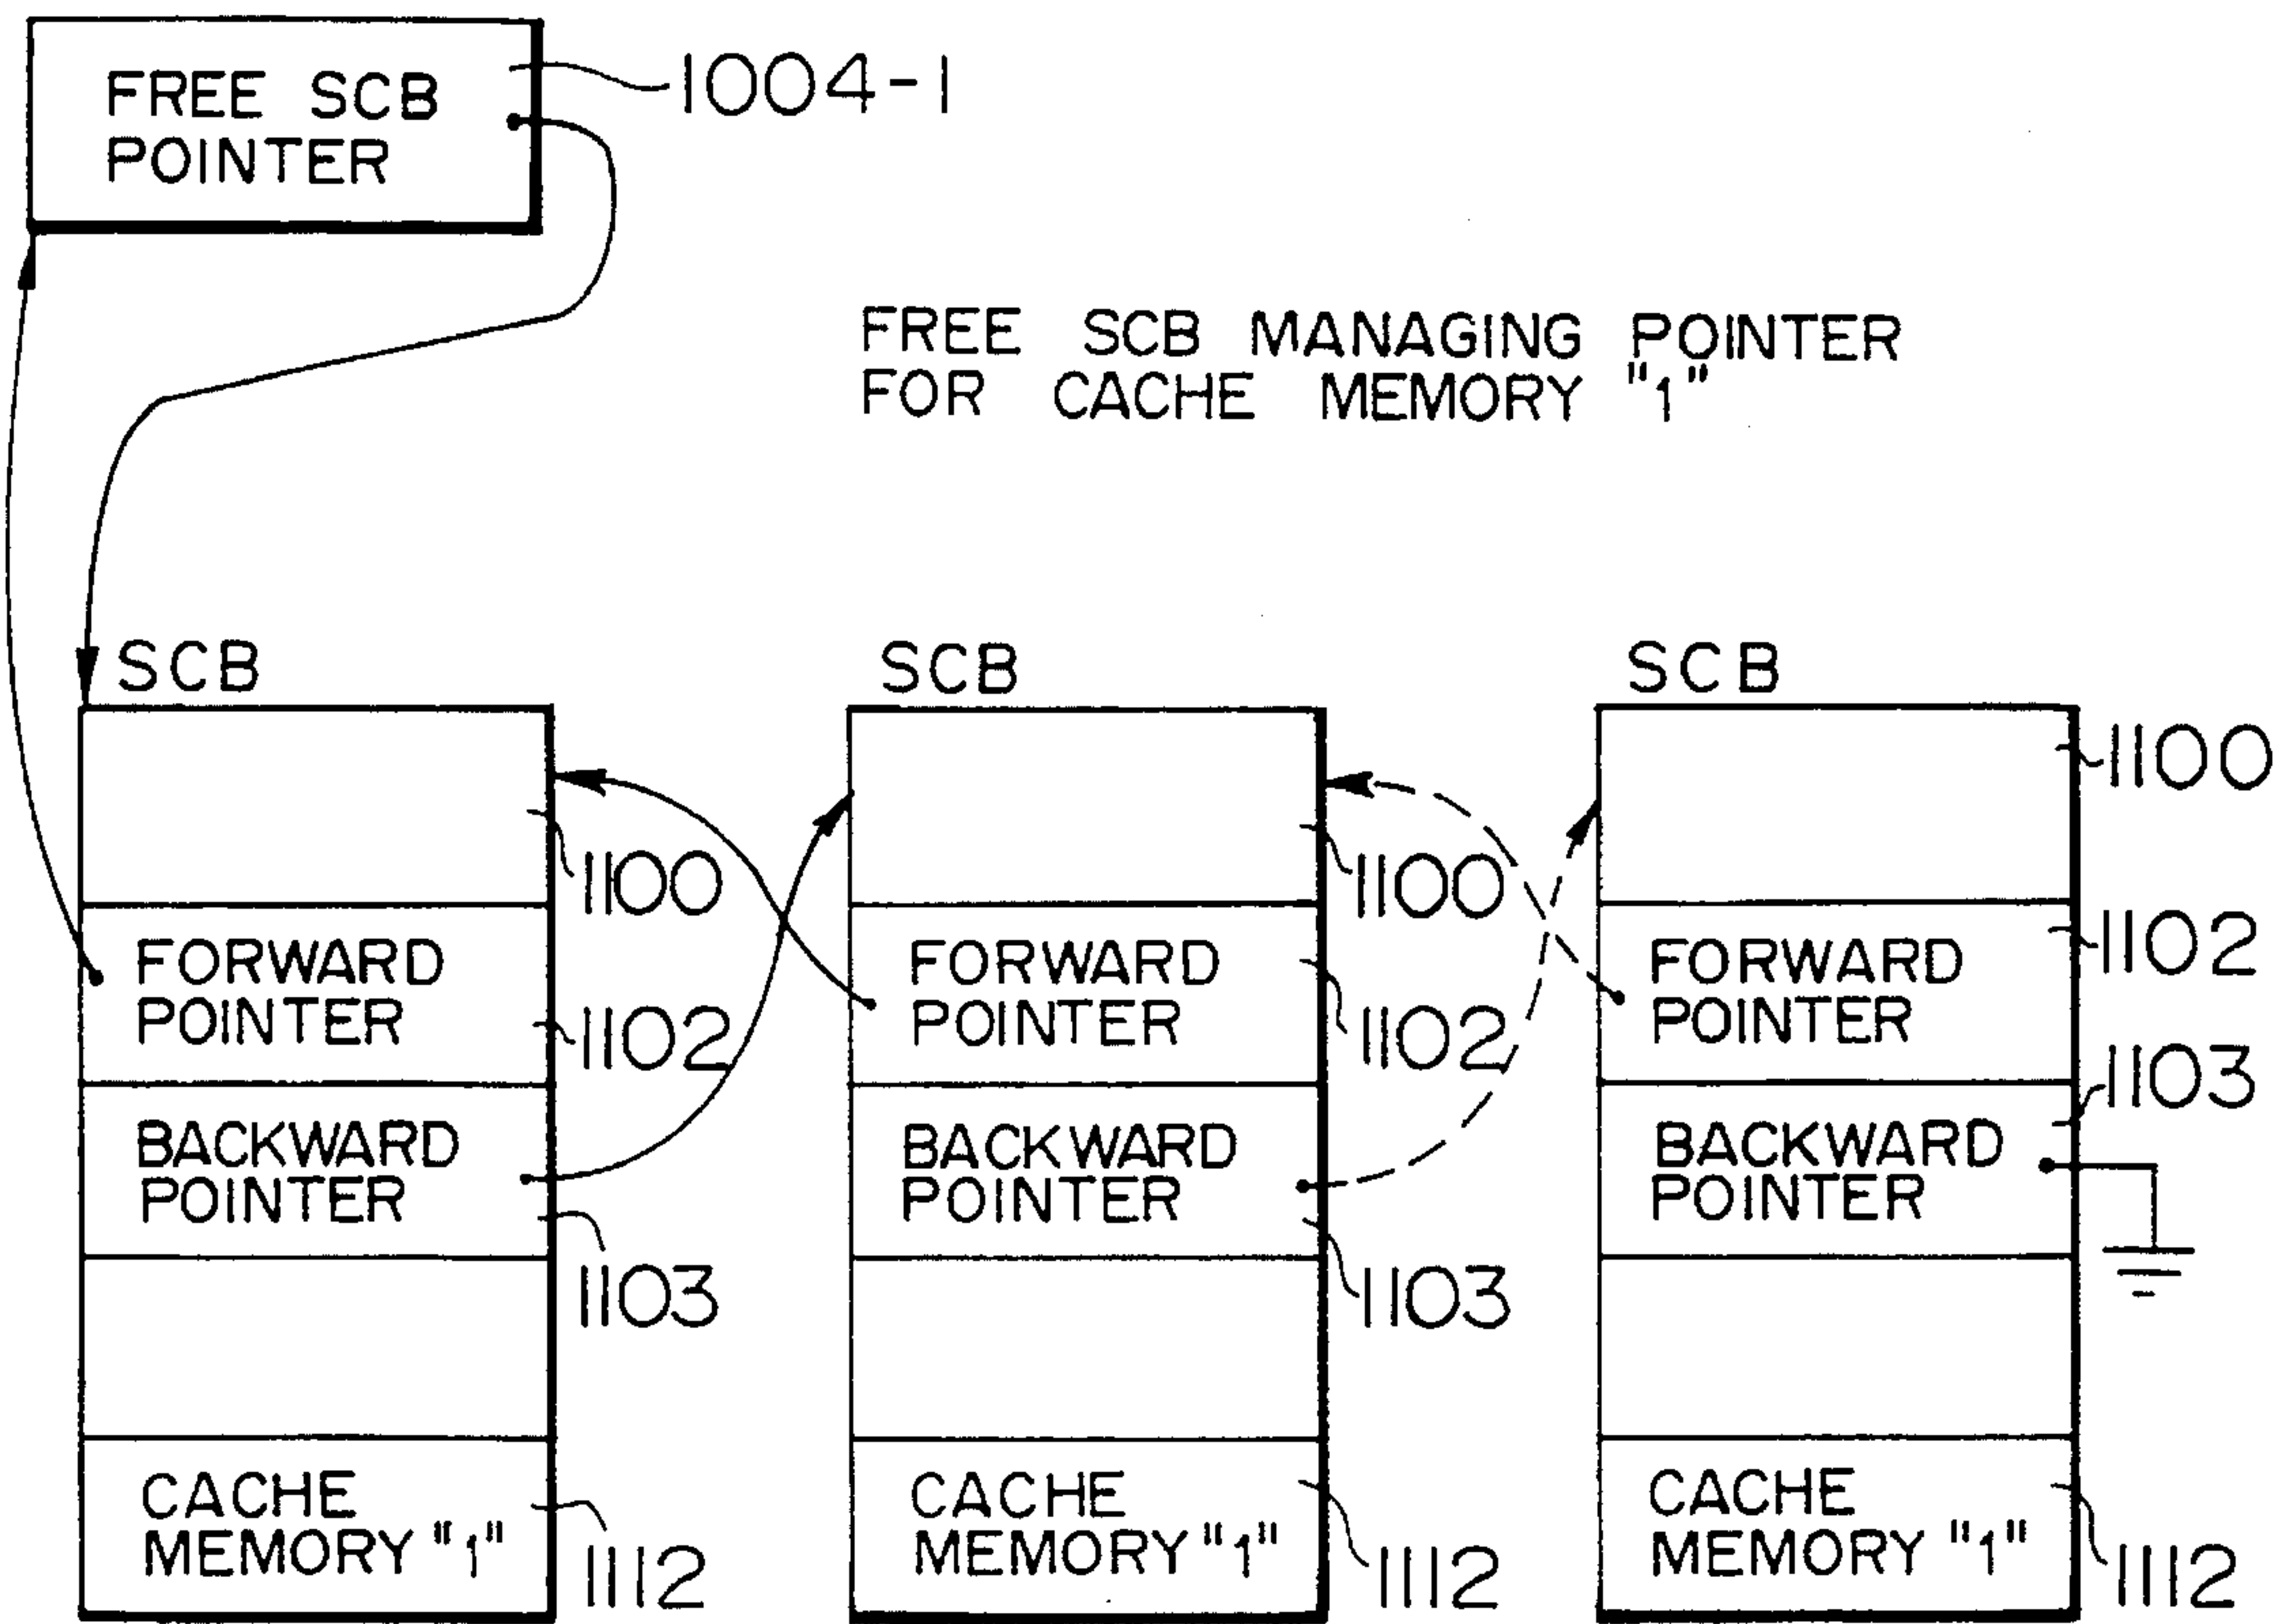 FREE SCB
POINTER
1004-1
FREE SCB MANAGING POINTER
FOR CACHE MEMORY "1"
SCB
1100
FORWARD
POINTER
1102
BACKWARD
POINTER
1103
CACHE
MEMORY "1"
1112
SCB
1100
FORWARD
POINTER
1102
BACKWARD
POINTER
1103
CACHE
MEMORY "1"
1112
SCB
1100
FORWARD
POINTER
1102
BACKWARD
POINTER
1103
CACHE
MEMORY "1"
1112